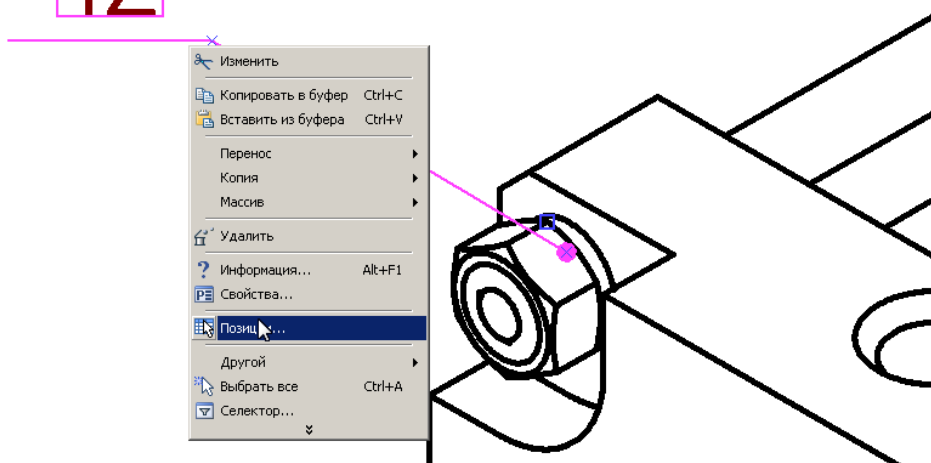 Изменить
Копировать в буфер Ctrl+C
Вставить из буфера Ctrl+V
Перенос
Копия
Массив
Удалить
Информация... Alt+F1
Свойства...
Другой
Выбрать все Ctrl+A
Селектор...